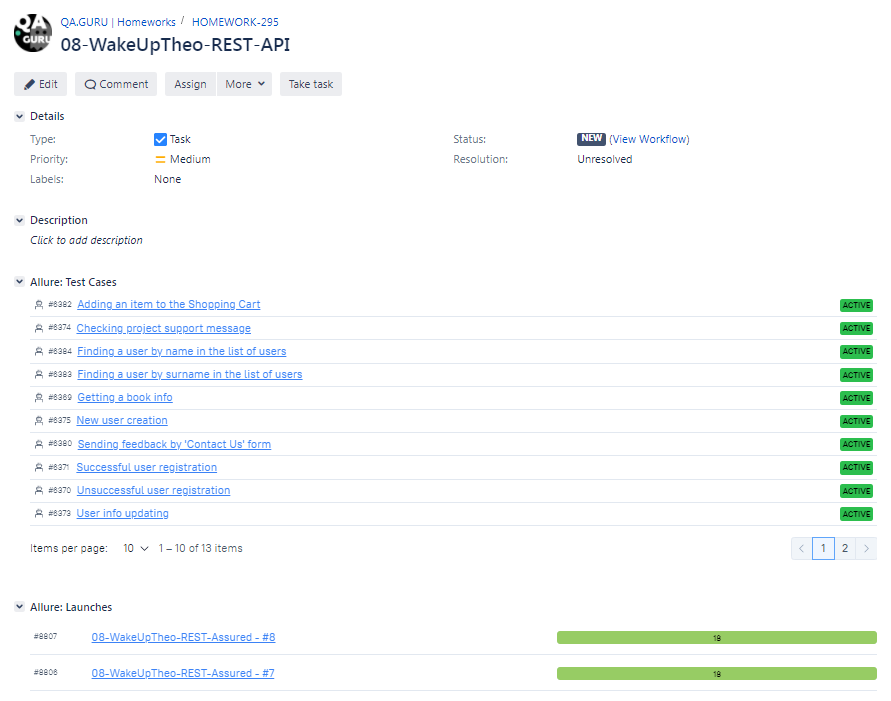 QA
GURU
QA.GURU | Homeworks / HOMEWORK-295
08-WakeUpTheo-REST-API
Edit Comment Assign More Take task
Details
Type: Task Status: NEW (View Workflow)
Priority: Medium Resolution: Unresolved
Labels: None
Description
Click to add description
Allure: Test Cases
#6382 Adding an item to the Shopping Cart ACTIVE
#6374 Checking project support message ACTIVE
#6384 Finding a user by name in the list of users ACTIVE
#6383 Finding a user by surname in the list of users ACTIVE
#6369 Getting a book info ACTIVE
#6375 New user creation ACTIVE
#6380 Sending feedback by 'Contact Us' form ACTIVE
#6371 Successful user registration ACTIVE
#6370 Unsuccessful user registration ACTIVE
#6373 User info updating ACTIVE
Items per page: 10 1 – 10 of 13 items < 1 2 >
Allure: Launches
#8807 08-WakeUpTheo-REST-Assured - #8
#8806 08-WakeUpTheo-REST-Assured - #7